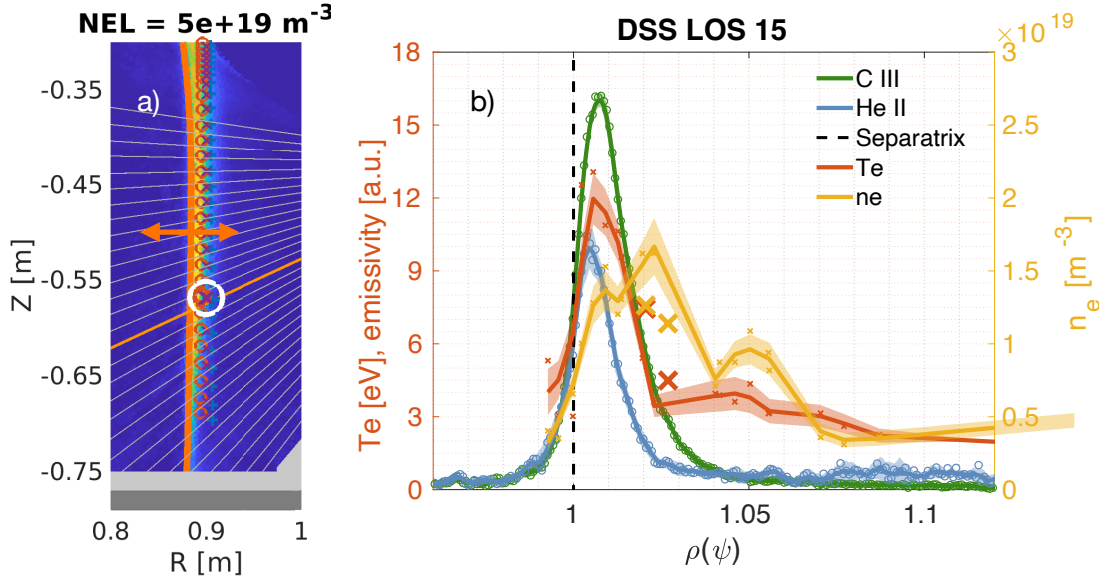 NEL = 5e+19 m⁻³
a)
-0.35
-0.45
-0.55
-0.65
-0.75
Z [m]
0.8
0.9
1
R [m]
DSS LOS 15
×10¹⁹
b)
C III
He II
Separatrix
Te
ne
18
15
12
9
6
3
0
Te [eV], emissivity [a.u.]
3
2.5
2
1.5
1
0.5
0
nₑ [m⁻³]
1
1.05
1.1
ρ(ψ)